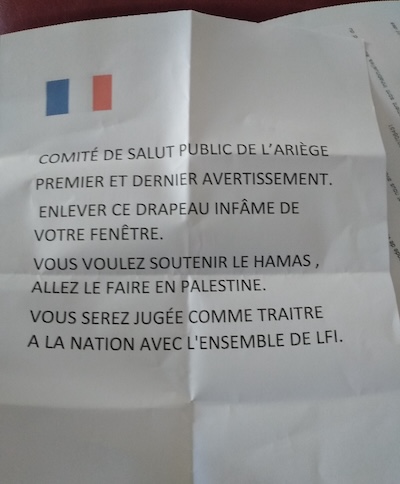 COMITÉ DE SALUT PUBLIC DE L'ARIÈGE
PREMIER ET DERNIER AVERTISSEMENT.
ENLEVER CE DRAPEAU INFÂME DE
VOTRE FENÊTRE.
VOUS VOULEZ SOUTENIR LE HAMAS ,
ALLEZ LE FAIRE EN PALESTINE.
VOUS SEREZ JUGÉE COMME TRAITRE
A LA NATION AVEC L'ENSEMBLE DE LFI.